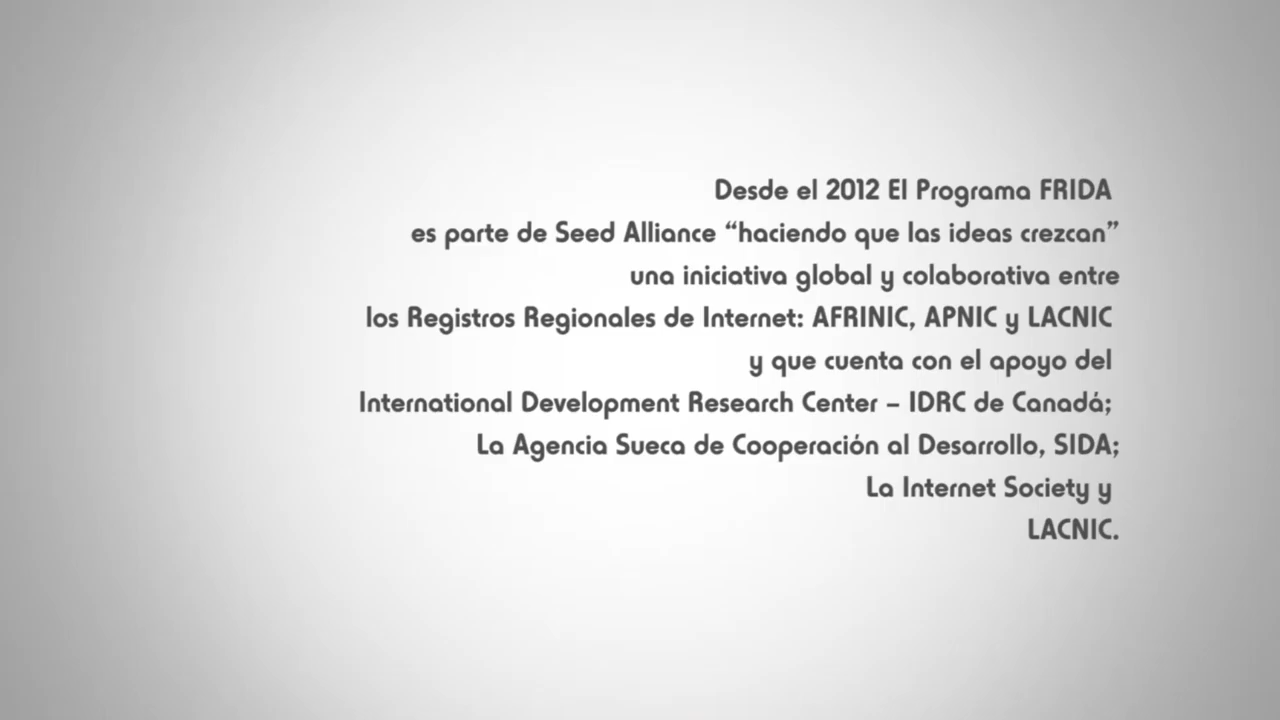 Desde el 2012 El Programa FRIDA
es parte de Seed Alliance “haciendo que las ideas crezcan”
una iniciativa global y colaborativa entre
los Registros Regionales de Internet: AFRINIC, APNIC y LACNIC
y que cuenta con el apoyo del
International Development Research Center – IDRC de Canadá;
La Agencia Sueca de Cooperación al Desarrollo, SIDA;
La Internet Society y
LACNIC.